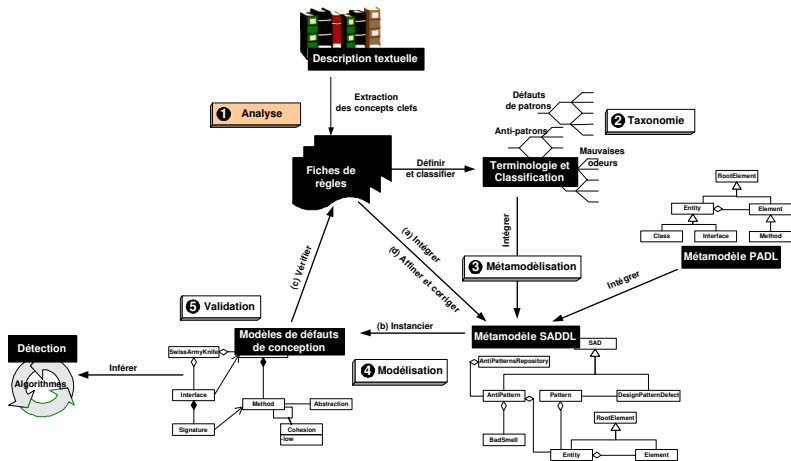 Description textuelle
Extraction
des concepts clefs
1 Analyse
Défauts
de patrons
2 Taxonomie
Anti-patrons
Mauvaises
odeurs
Fiches de
règles
Définir
et classifier
Terminologie et
Classification
RootElement
Entity
Element
Class
Interface
Method
Métamodèle PADL
(a) Intégrer
(d) Affiner et corriger
Intégrer
3 Métamodèlisation
Intégrer
(c) Vérifier
5 Validation
Modèles de défauts
de conception
(b) Instancier
Métamodèle SADDL
4 Modélisation
Détection
Algorithmes
Inférer
SwissArmyKnife
Interface
Signature
Method
Abstraction
Cohesion
-low
SAD
AntiPatternsRepository
AntiPattern
Pattern
DesignPatternDefect
BadSmell
RootElement
Entity
Element